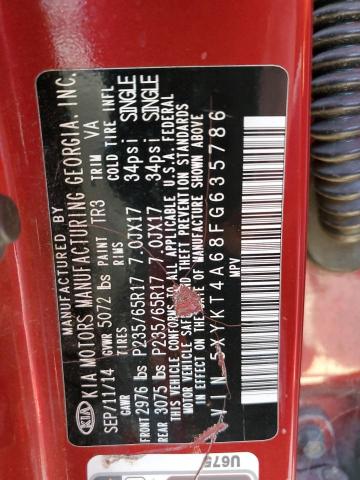 MANUFACTURED BY
KIA MOTORS MANUFACTURING GEORGIA, INC.
KIA
SEP/11/14 GVWR 5072 lbs PAINT TR3 TRIM VA
GAWR TIRES RIMS COLD TIRE INFL
FRONT 2976 lbs P235/65R17 7.0JX17 34psi SINGLE
REAR 3075 lbs P235/65R17 7.0JX17 34psi SINGLE
THIS VEHICLE CONFORMS TO ALL APPLICABLE U.S.A. FEDERAL
MOTOR VEHICLE SAFETY AND THEFT PREVENTION STANDARDS
IN EFFECT ON THE DATE OF MANUFACTURE SHOWN ABOVE
VIN 5XYKT4A68FG635786
MPV
U675